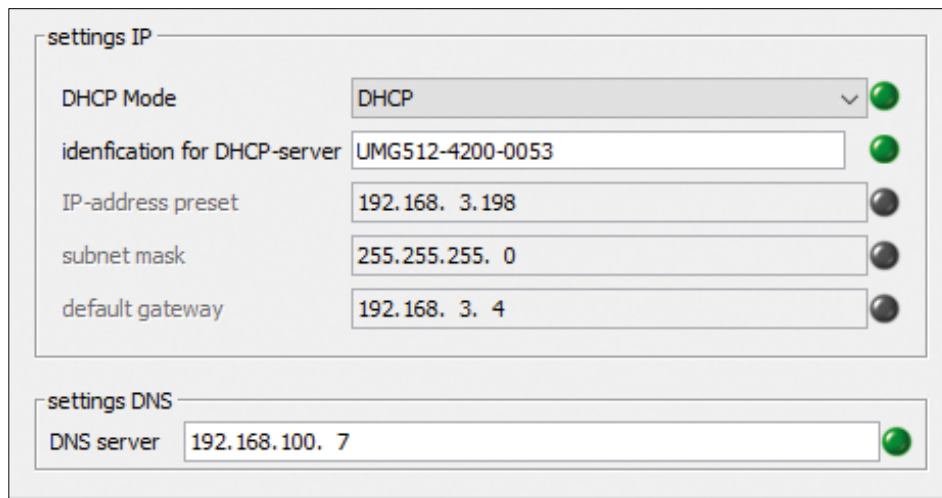 settings IP
DHCP Mode DHCP
idenfication for DHCP-server UMG512-4200-0053
IP-address preset 192.168. 3.198
subnet mask 255.255.255. 0
default gateway 192.168. 3. 4
settings DNS
DNS server 192.168.100. 7